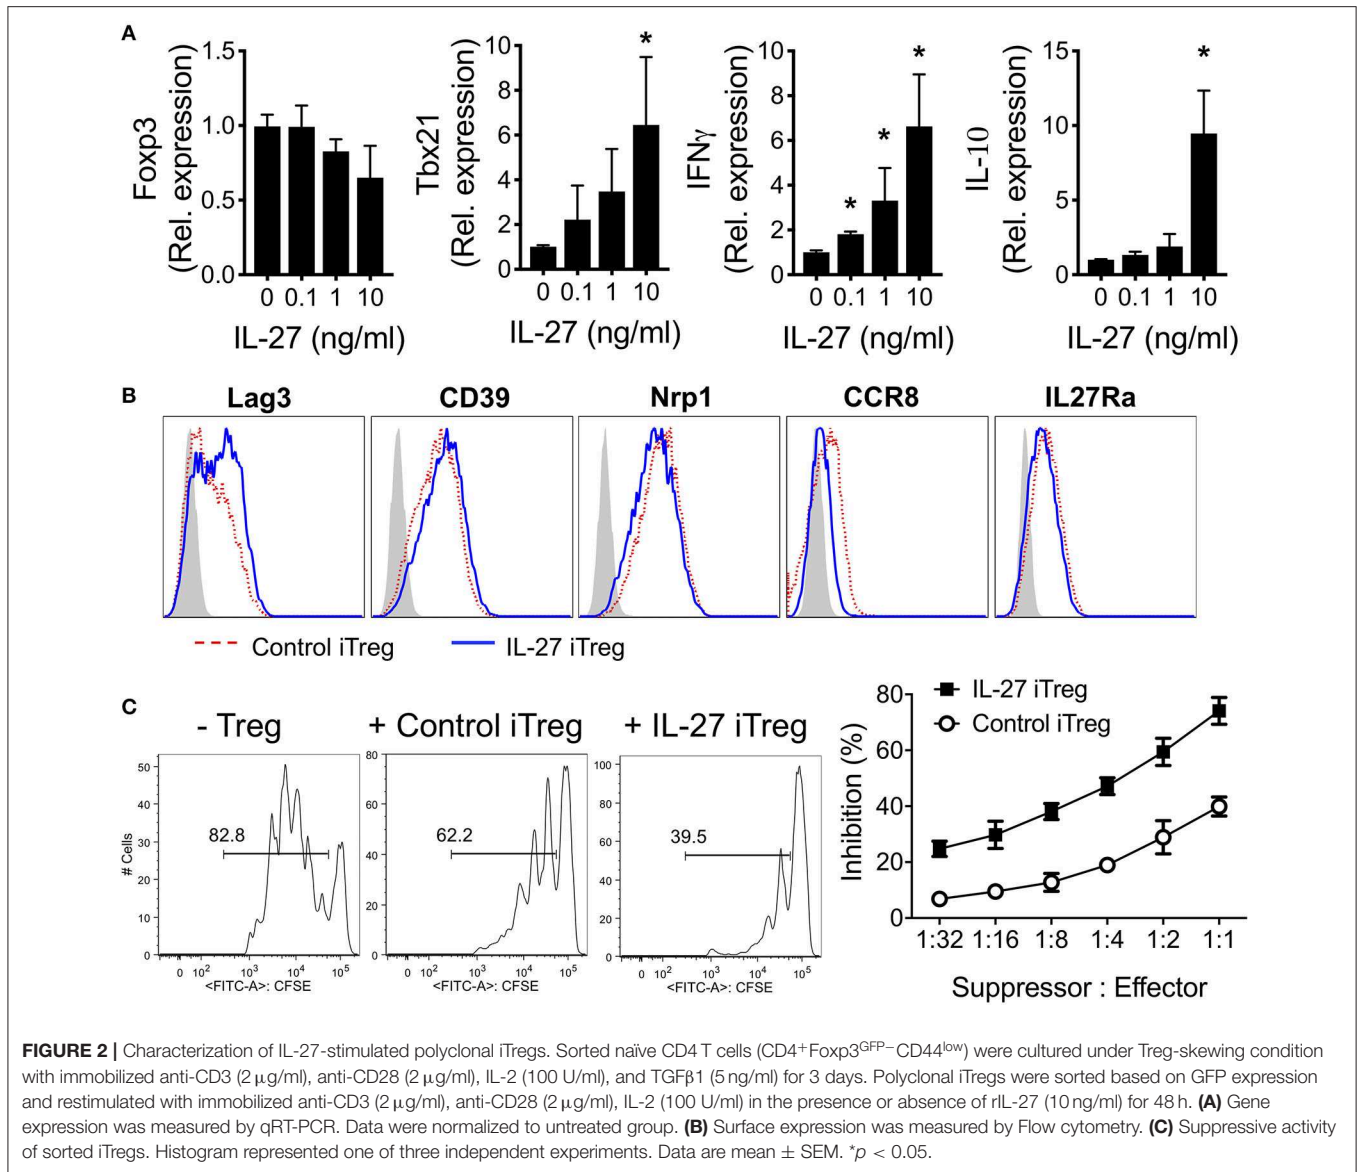 A
Foxp3
(Rel. expression)
1.5
1.0
0.5
0.0
0 0.1 1 10
IL-27 (ng/ml)
Tbx21
(Rel. expression)
10
8
6
4
2
0
*
0 0.1 1 10
IL-27 (ng/ml)
IFNγ
(Rel. expression)
10
8
6
4
2
0
* * *
0 0.1 1 10
IL-27 (ng/ml)
IL-10
(Rel. expression)
15
10
5
0
*
0 0.1 1 10
IL-27 (ng/ml)
B
Lag3 CD39 Nrp1 CCR8 IL27Ra
Control iTreg IL-27 iTreg
C
- Treg
# Cells
50
40
30
20
10
0
82.8
0 10² 10³ 10⁴ 10⁵
<FITC-A>: CFSE
+ Control iTreg
80
60
40
20
0
62.2
0 10² 10³ 10⁴ 10⁵
<FITC-A>: CFSE
+ IL-27 iTreg
100
80
60
40
20
0
39.5
0 10² 10³ 10⁴ 10⁵
<FITC-A>: CFSE
Inhibition (%)
80
60
40
20
0
IL-27 iTreg
Control iTreg
1:32 1:16 1:8 1:4 1:2 1:1
Suppressor : Effector
FIGURE 2 | Characterization of IL-27-stimulated polyclonal iTregs. Sorted naïve CD4 T cells (CD4⁺Foxp3ᴳᶠᴾ⁻CD44ˡᵒʷ) were cultured under Treg-skewing condition
with immobilized anti-CD3 (2 μg/ml), anti-CD28 (2 μg/ml), IL-2 (100 U/ml), and TGFβ1 (5 ng/ml) for 3 days. Polyclonal iTregs were sorted based on GFP expression
and restimulated with immobilized anti-CD3 (2 μg/ml), anti-CD28 (2 μg/ml), IL-2 (100 U/ml) in the presence or absence of rIL-27 (10 ng/ml) for 48 h. (A) Gene
expression was measured by qRT-PCR. Data were normalized to untreated group. (B) Surface expression was measured by Flow cytometry. (C) Suppressive activity
of sorted iTregs. Histogram represented one of three independent experiments. Data are mean ± SEM. *p < 0.05.